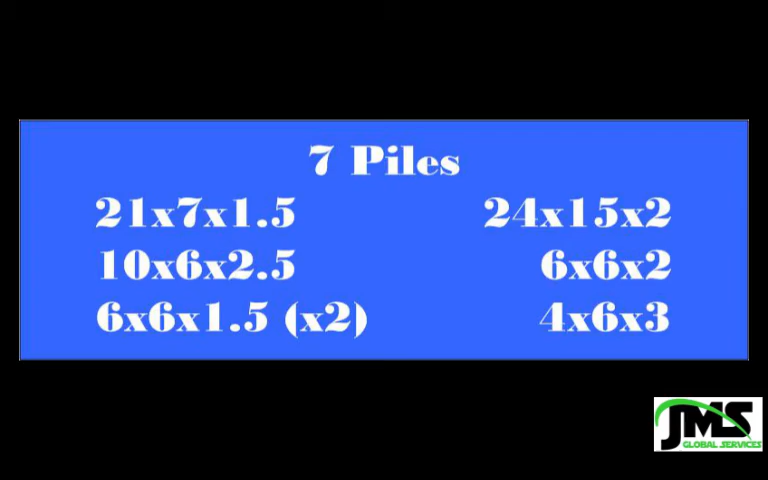 7 Piles
21x7x1.5 24x15x2
10x6x2.5 6x6x2
6x6x1.5 (x2) 4x6x3
JMS
GLOBAL SERVICES